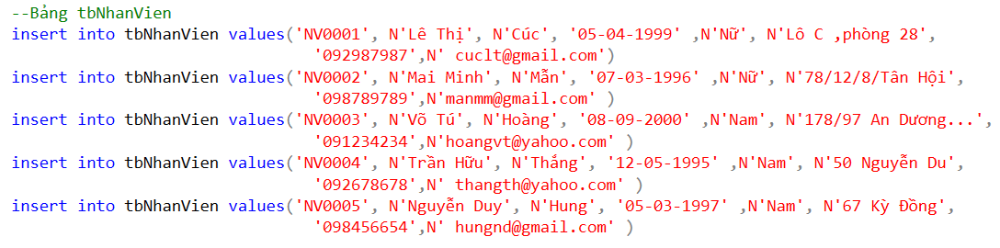 --Bảng tbNhanVien
insert into tbNhanVien values('NV0001', N'Lê Thị', N'Cúc', '05-04-1999' ,N'Nữ', N'Lô C ,phòng 28',
'092987987',N' cuclt@gmail.com')
insert into tbNhanVien values('NV0002', N'Mai Minh', N'Mẫn', '07-03-1996' ,N'Nữ', N'78/12/8/Tân Hội',
'098789789',N'manmm@gmail.com' )
insert into tbNhanVien values('NV0003', N'Võ Tú', N'Hoàng', '08-09-2000' ,N'Nam', N'178/97 An Dương...',
'091234234',N'hoangvt@yahoo.com' )
insert into tbNhanVien values('NV0004', N'Trần Hữu', N'Thắng', '12-05-1995' ,N'Nam', N'50 Nguyễn Du',
'092678678',N' thangth@yahoo.com' )
insert into tbNhanVien values('NV0005', N'Nguyễn Duy', N'Hung', '05-03-1997' ,N'Nam', N'67 Kỳ Đồng',
'098456654',N' hungnd@gmail.com' )